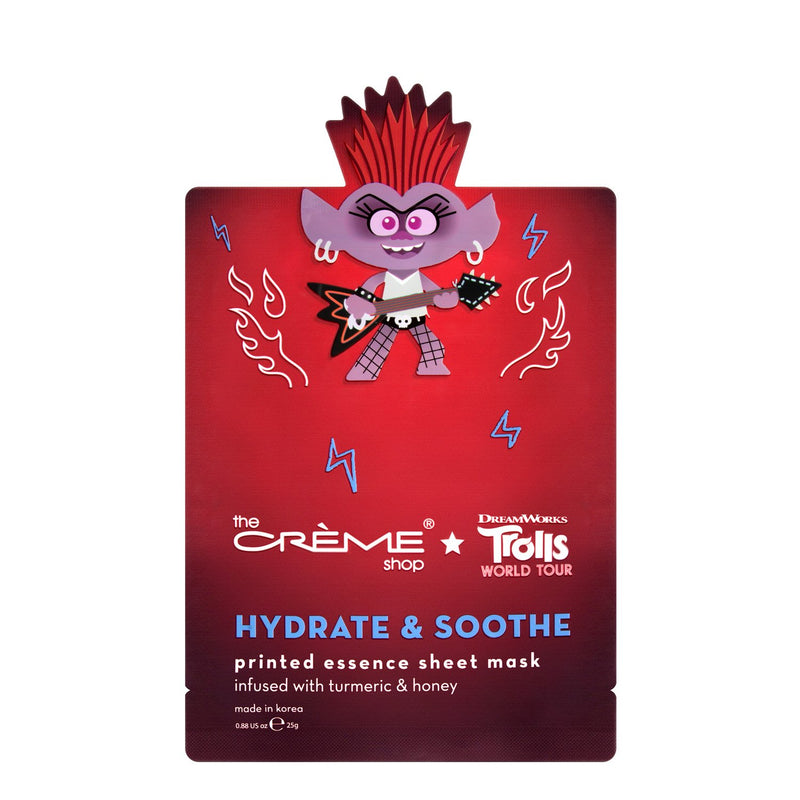 the
CRÈME®
shop
DREAMWORKS
Trolls
WORLD TOUR
HYDRATE & SOOTHE
printed essence sheet mask
infused with turmeric & honey
made in korea
0.88 US oz ℮ 25g